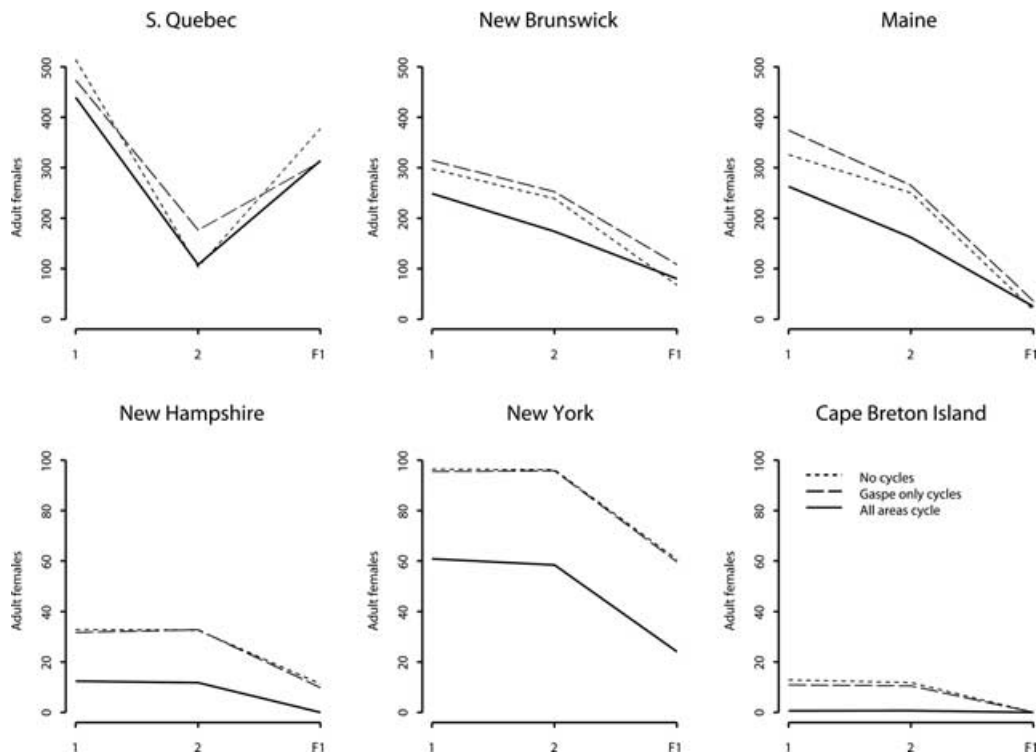 S. Quebec
New Brunswick
Maine
Adult females
0
100
200
300
400
500
1
2
F1
Adult females
0
100
200
300
400
500
1
2
F1
Adult females
0
100
200
300
400
500
1
2
F1
New Hampshire
New York
Cape Breton Island
Adult females
0
20
40
60
80
100
1
2
F1
Adult females
0
20
40
60
80
100
1
2
F1
Adult females
0
20
40
60
80
100
No cycles
Gaspe only cycles
All areas cycle
1
2
F1